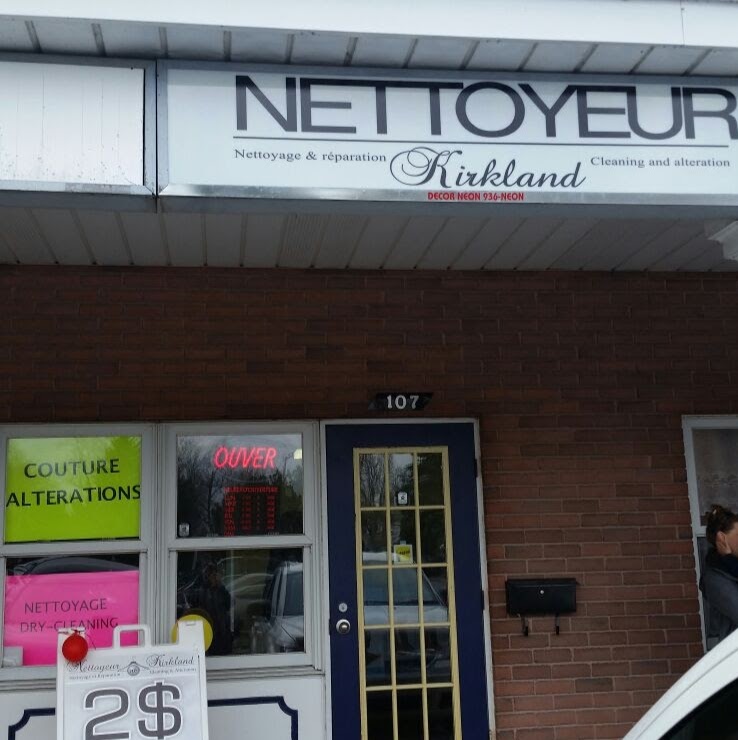 NETTOYEUR
Nettoyage & réparation
Kirkland
Cleaning and alteration
DECOR NEON 936-NEON
107
COUTURE
ALTERATIONS
OUVER
NETTOYAGE
DRY-CLEANING
Nettoyeur Kirkland
2$